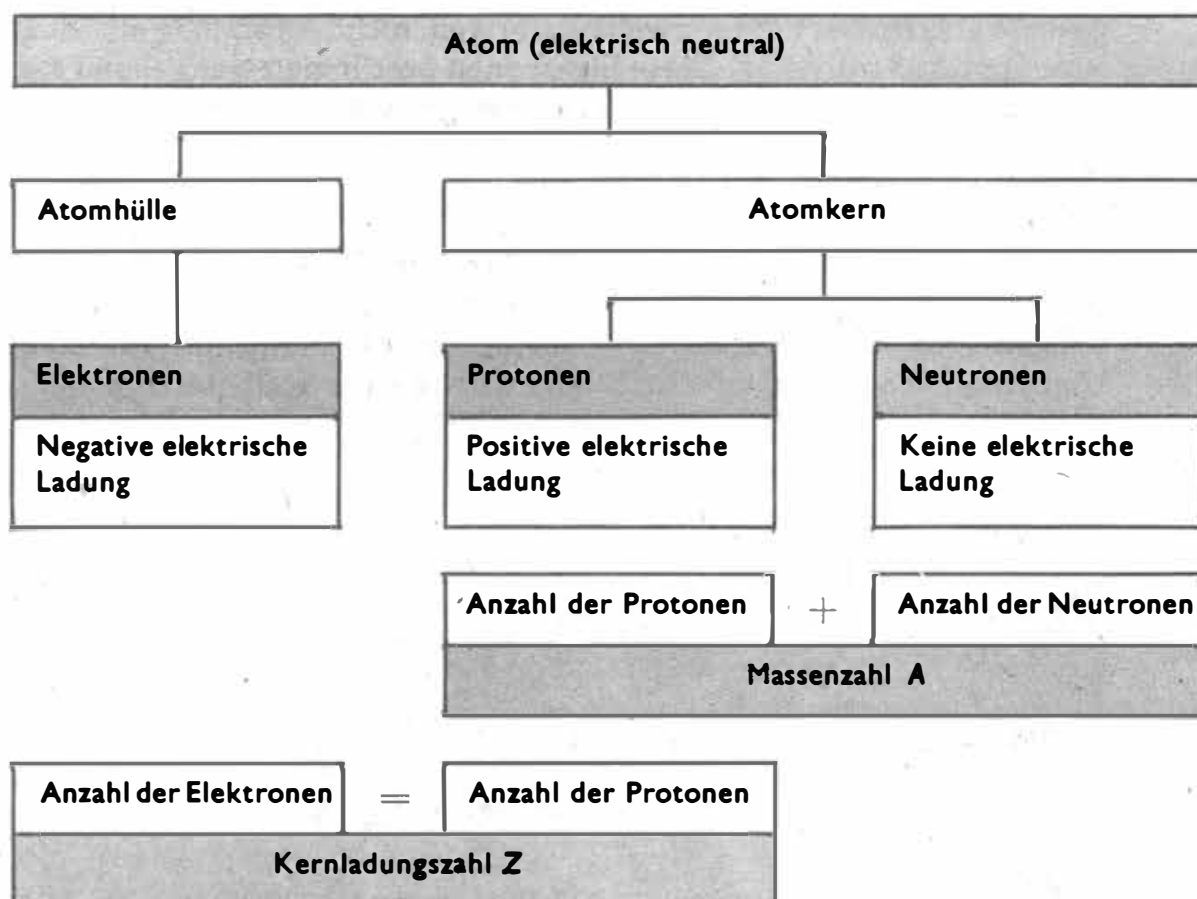 Atom (elektrisch neutral)
Atomhülle
Atomkern
Elektronen
Protonen
Neutronen
Negative elektrische
Ladung
Positive elektrische
Ladung
Keine elektrische
Ladung
Anzahl der Protonen + Anzahl der Neutronen
Massenzahl A
Anzahl der Elektronen = Anzahl der Protonen
Kernladungszahl Z